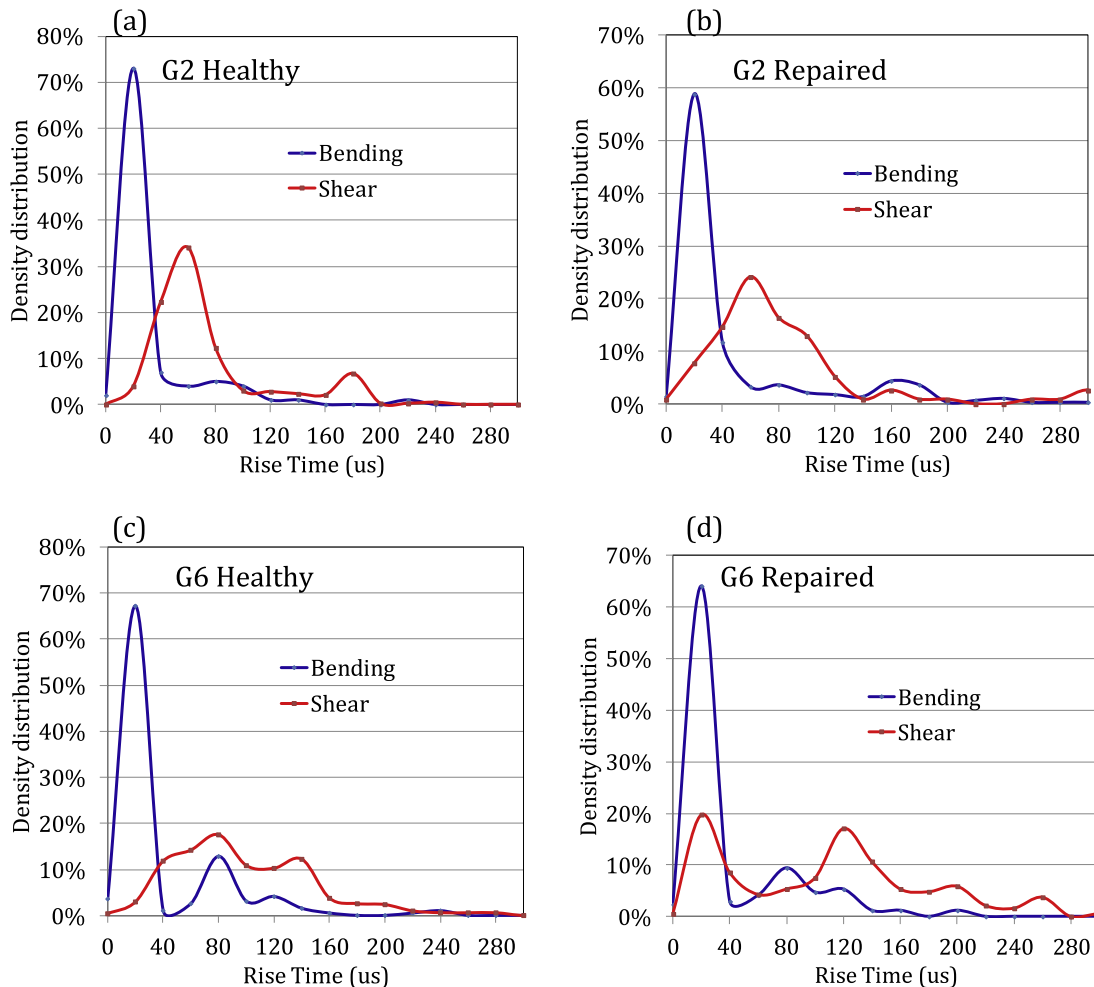 (a)
G2 Healthy
80%
70%
60%
50%
40%
30%
20%
10%
0%
Density distribution
Bending
Shear
0 40 80 120 160 200 240 280
Rise Time (us)
(b)
G2 Repaired
70%
60%
50%
40%
30%
20%
10%
0%
Density distribution
Bending
Shear
0 40 80 120 160 200 240 280
Rise Time (us)
(c)
G6 Healthy
80%
70%
60%
50%
40%
30%
20%
10%
0%
Density distribution
Bending
Shear
0 40 80 120 160 200 240 280
Rise Time (us)
(d)
G6 Repaired
70%
60%
50%
40%
30%
20%
10%
0%
Density distribution
Bending
Shear
0 40 80 120 160 200 240 280
Rise Time (us)